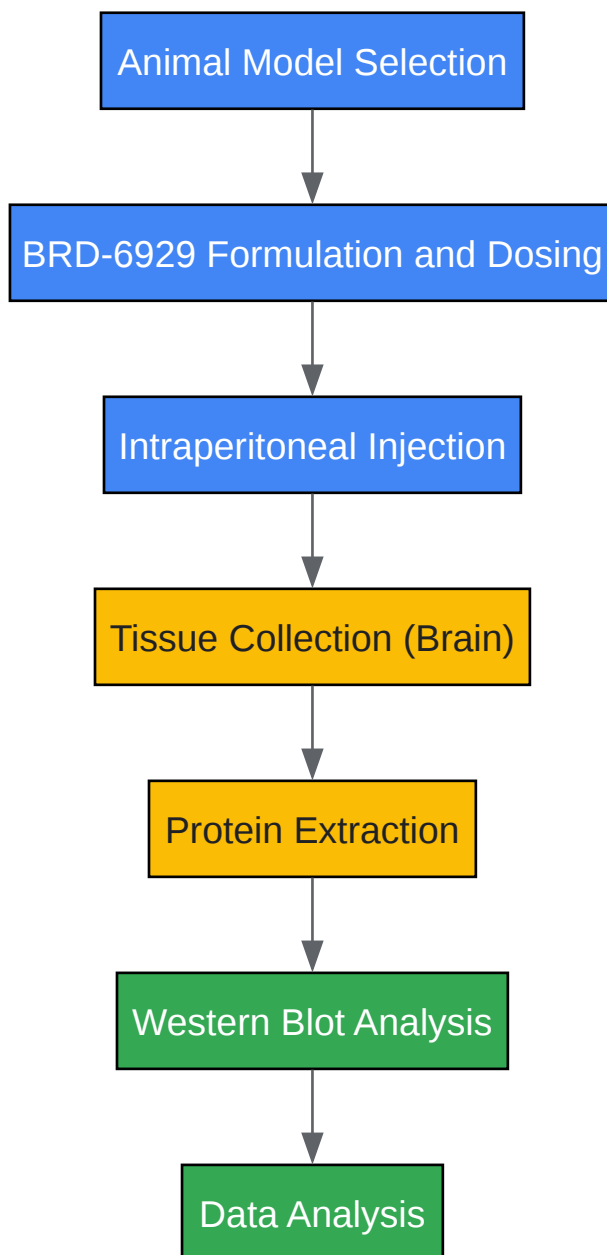 Animal Model Selection
BRD-6929 Formulation and Dosing
Intraperitoneal Injection
Tissue Collection (Brain)
Protein Extraction
Western Blot Analysis
Data Analysis